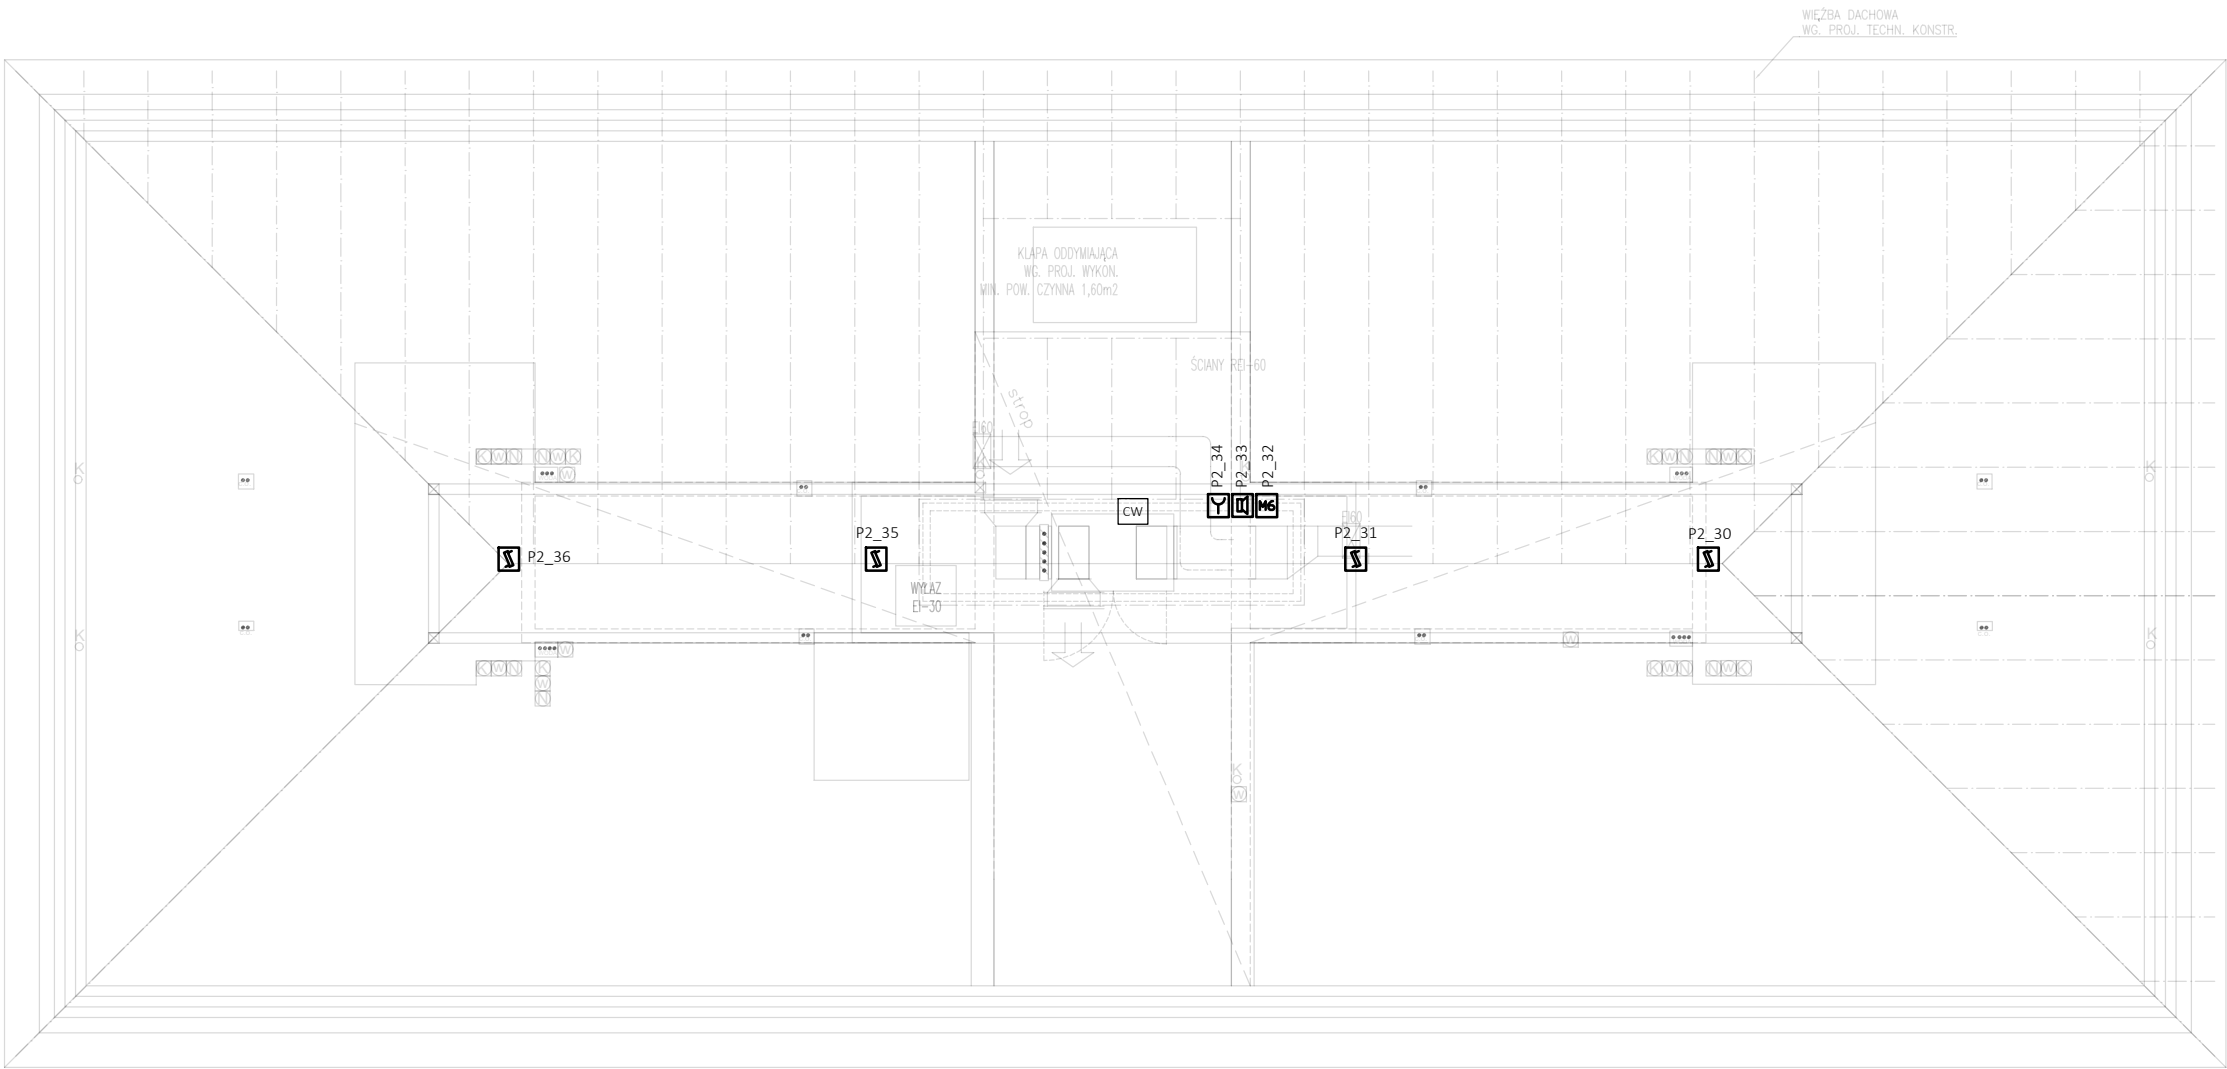 WIĘŹBA DACHOWA
WG. PROJ. TECHN. KONSTR.
KLAPA ODDYMIAJĄCA
WG. PROJ. WYKON.
MIN. POW. CZYNNA 1,60m2
ŚCIANY REI-60
strop
EI60
P2_34
P2_33
P2_32
K W N
N W K
W
K W N
N W K
K
K
CW
M6
EI60
P2_35
P2_31
P2_30
P2_36
WYŁAZ
EI-30
K
K
W
W
K W N
K
W
N
K W N
N W K
K
W